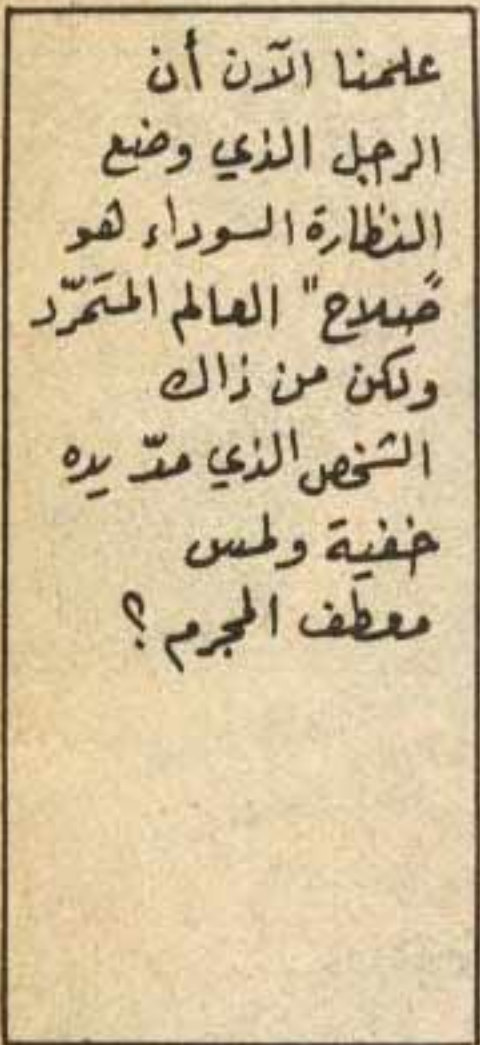 علمنا الآن أن
الرجل الذي وضع
النظارة السوداء هو
"صلاح" العالم المتمرّد
ولكن من ذاك
الشخص الذي مدّ يده
خفية ولمس
معطف المجرم ؟